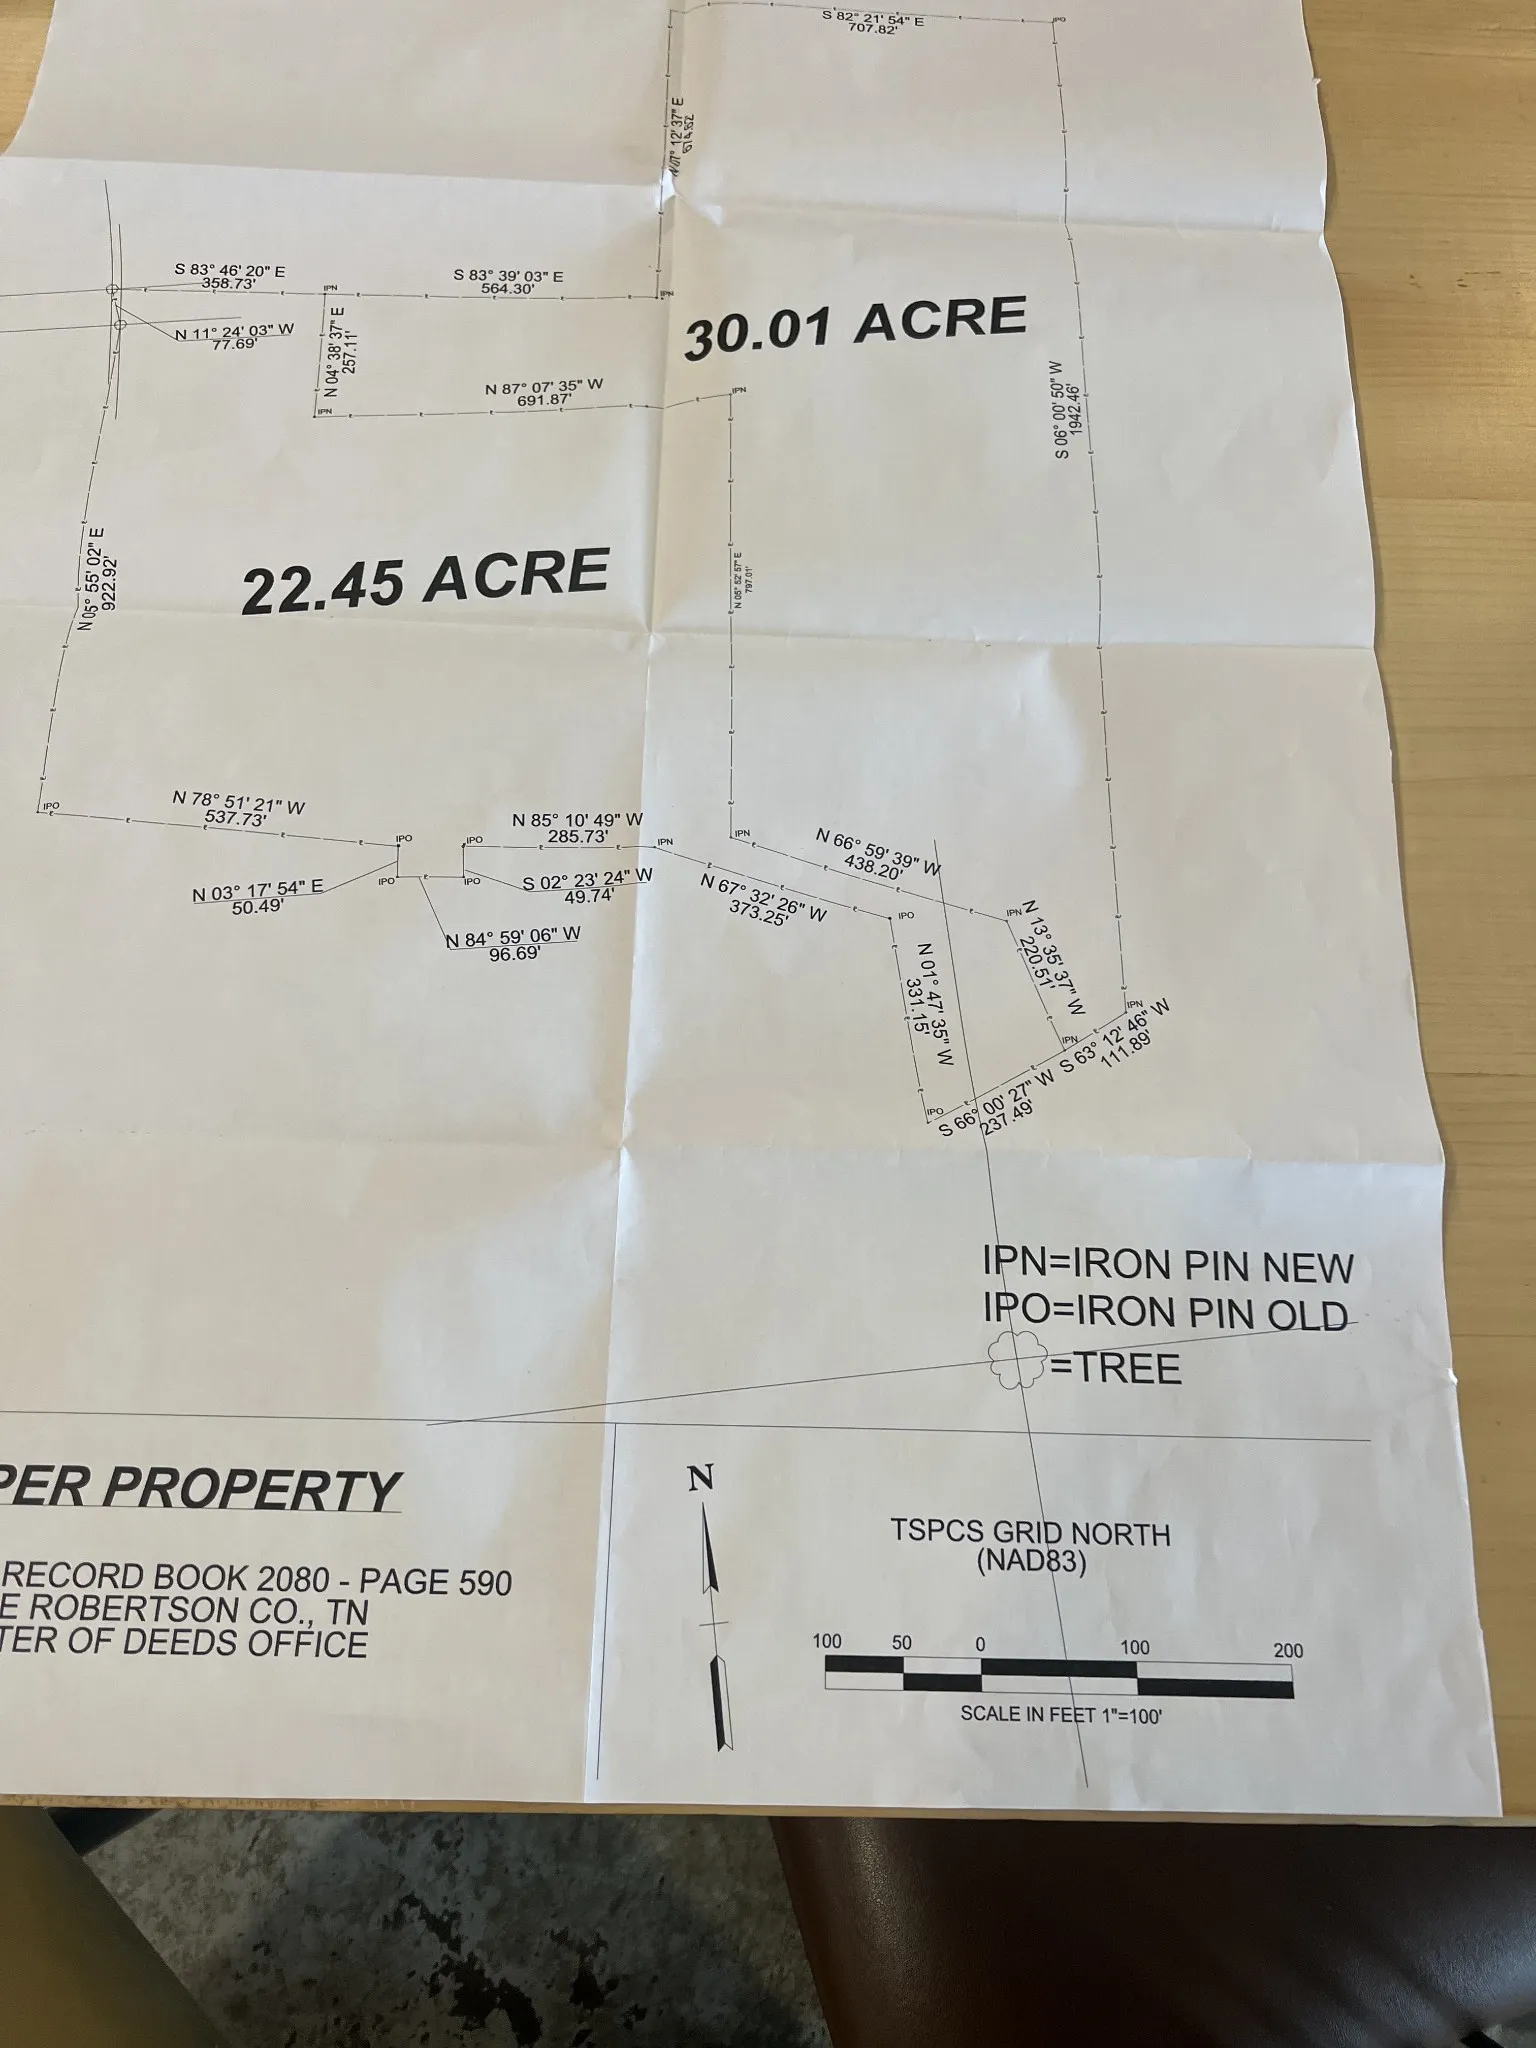 S 82° 21' 54" E
707.82'
IPO
12' 37" E
S 83° 46' 20" E
358.73'
IPN
S 83° 39' 03" E
564.30'
IPN
30.01 ACRE
N 11° 24' 03" W
77.69'
N 04° 38' 37" E
257.11'
IPN
N 87° 07' 35" W
691.87'
IPN
S 06° 00' 50" W
1942.46'
N 05° 55' 02" E
922.92'
22.45 ACRE
N 05° 52' 57" E
797.01'
IPO
N 78° 51' 21" W
537.73'
IPO
IPO
N 85° 10' 49" W
285.73'
IPN
IPN
N 66° 59' 39" W
438.20'
IPO
IPO
N 03° 17' 54" E
50.49'
S 02° 23' 24" W
49.74'
N 84° 59' 06" W
96.69'
N 67° 32' 26" W
373.25'
IPO
N 01° 47' 35" W
331.15'
IPN
N 13° 35' 37" W
220.51'
IPN
IPN
S 63° 12' 46" W
111.89'
IPO
S 66° 00' 27" W
237.49'
IPN=IRON PIN NEW
IPO=IRON PIN OLD
=TREE
PER PROPERTY
RECORD BOOK 2080 - PAGE 590
E ROBERTSON CO., TN
TER OF DEEDS OFFICE
N
TSPCS GRID NORTH
(NAD83)
100 50 0 100 200
SCALE IN FEET 1"=100'